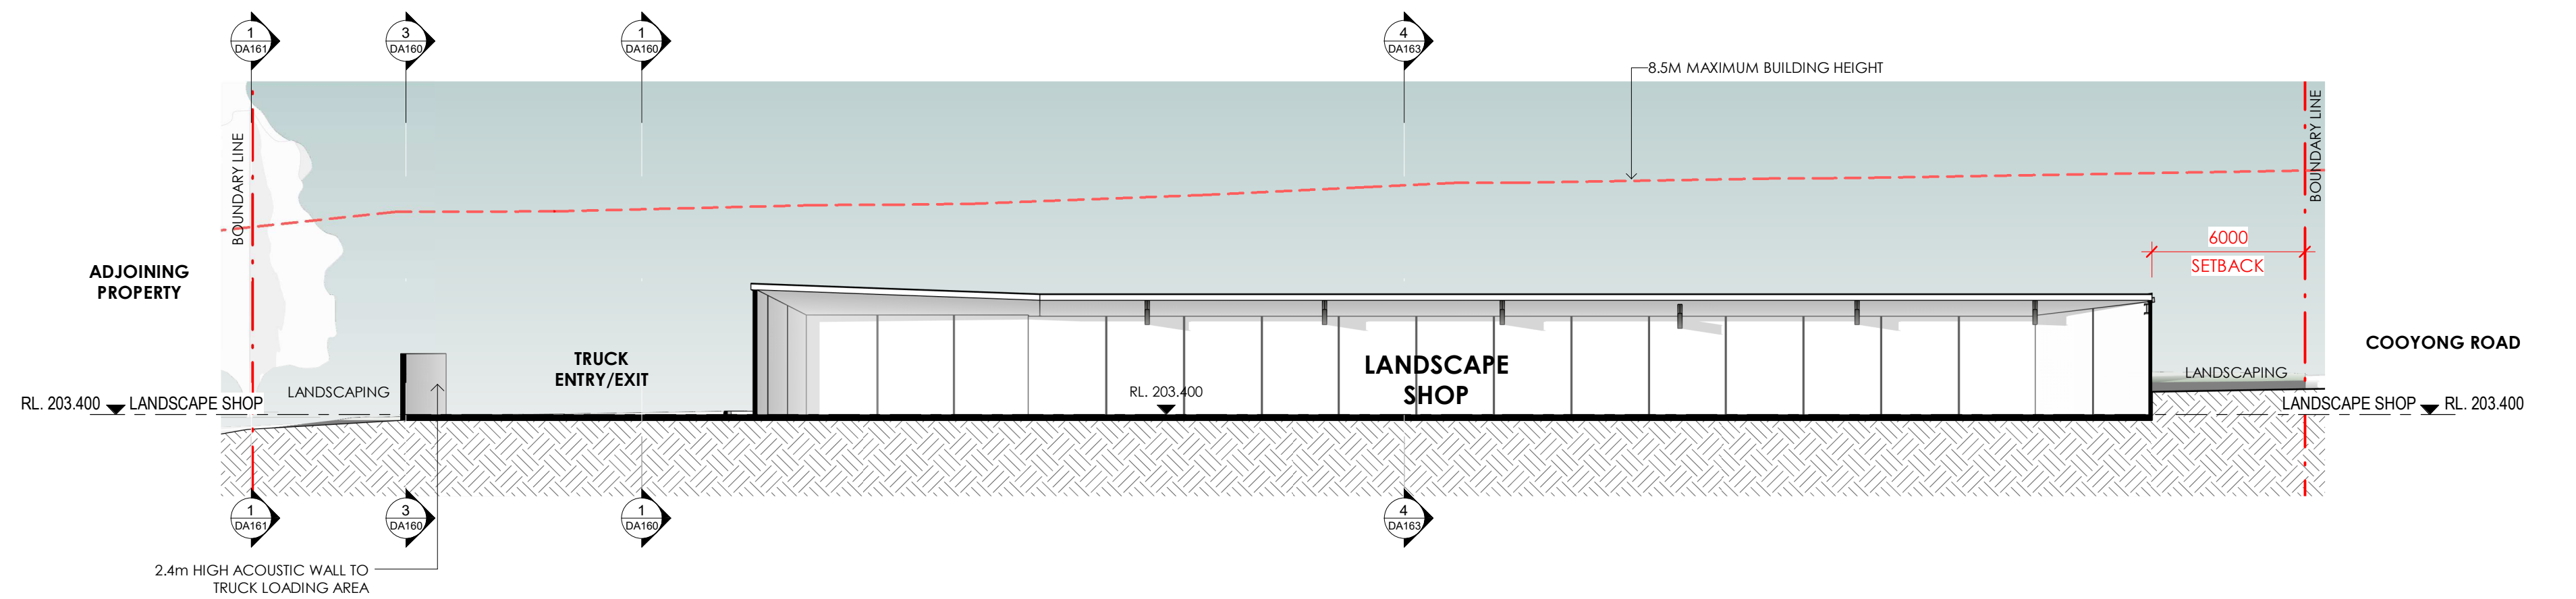 1
DA161
3
DA160
1
DA160
4
DA163
8.5M MAXIMUM BUILDING HEIGHT
BOUNDARY LINE
BOUNDARY LINE
6000
SETBACK
ADJOINING
PROPERTY
COOYONG ROAD
TRUCK
ENTRY/EXIT
LANDSCAPE
SHOP
LANDSCAPING
LANDSCAPING
RL. 203.400
RL. 203.400 LANDSCAPE SHOP
LANDSCAPE SHOP RL. 203.400
1
DA161
3
DA160
1
DA160
4
DA163
2.4m HIGH ACOUSTIC WALL TO
TRUCK LOADING AREA